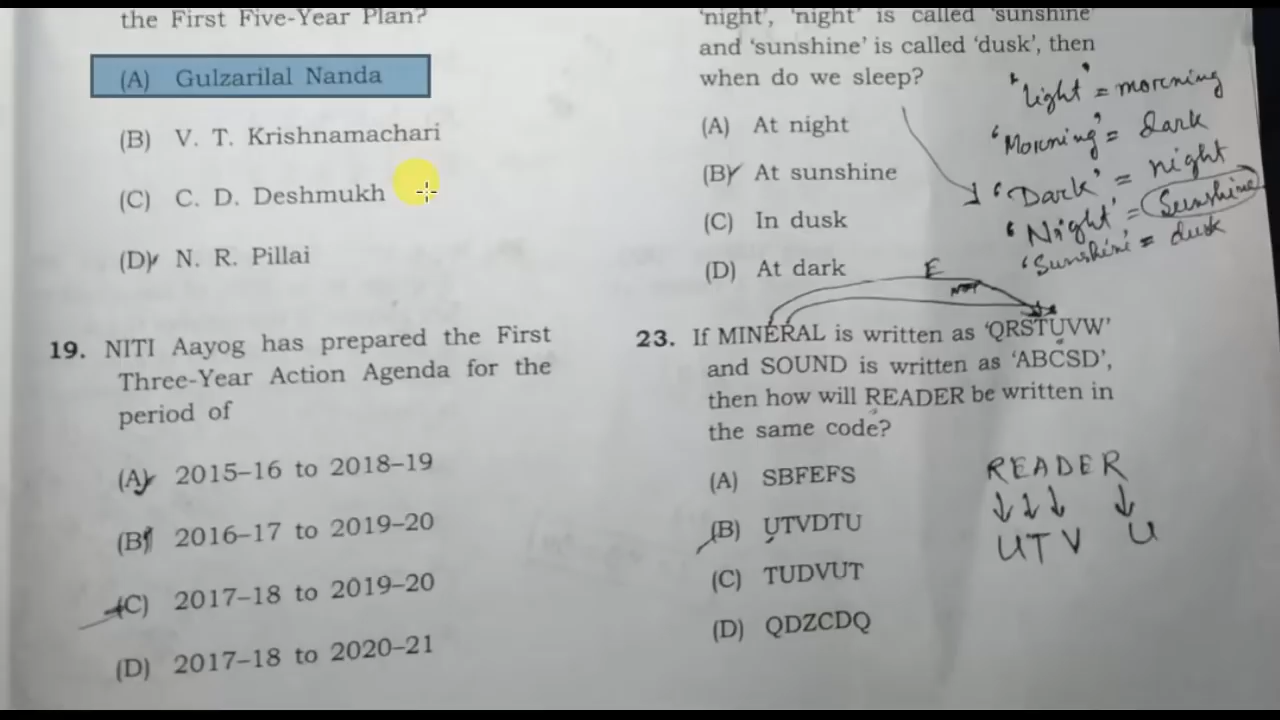 the First Five-Year Plan?
(A) Gulzarilal Nanda
(B) V. T. Krishnamachari
(C) C. D. Deshmukh
(D) N. R. Pillai
19. NITI Aayog has prepared the First
Three-Year Action Agenda for the
period of
(A) 2015–16 to 2018–19
(B) 2016–17 to 2019–20
(C) 2017–18 to 2019–20
(D) 2017–18 to 2020–21
'night', 'night' is called 'sunshine'
and 'sunshine' is called 'dusk', then
when do we sleep?
(A) At night
(B) At sunshine
(C) In dusk
(D) At dark
'light' = morning
'Morning' = dark
'Dark' = night
'Night' = Sunshine
'Sunshine' = dusk
E
23. If MINERAL is written as 'QRSTUVW'
and SOUND is written as 'ABCSD',
then how will READER be written in
the same code?
(A) SBFEFS
(B) UTVDTU
(C) TUDVUT
(D) QDZCDQ
READER
UTV U